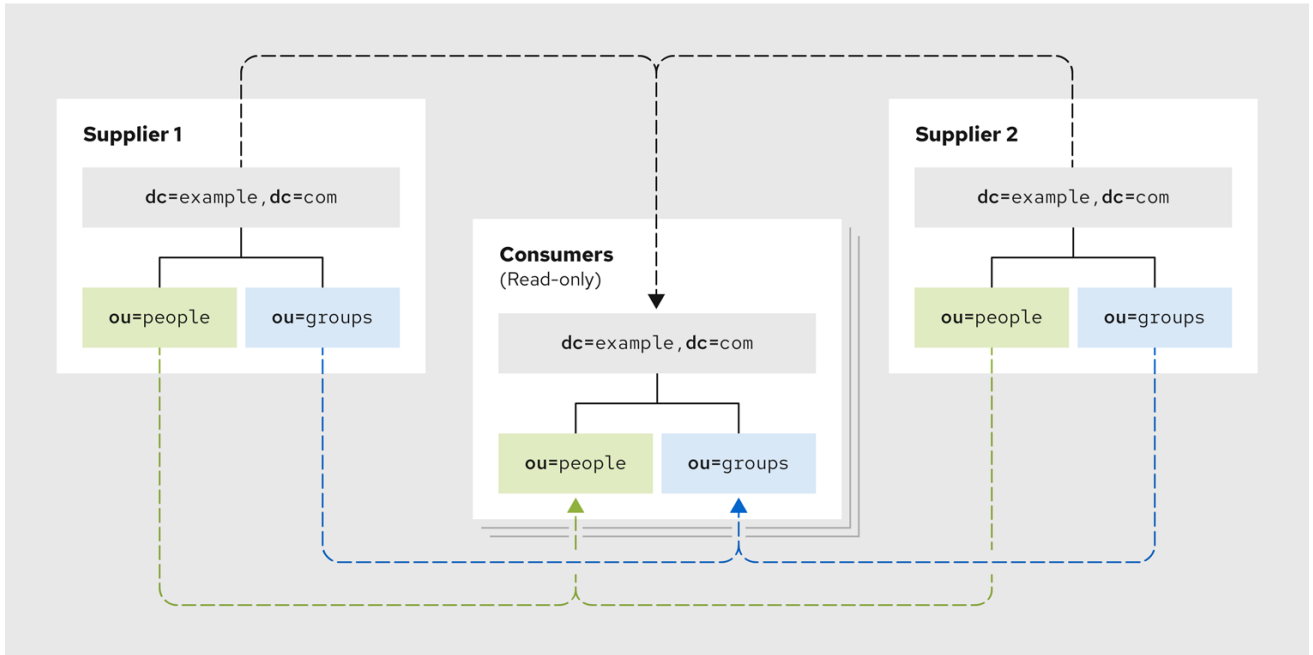 Supplier 1
dc=example,dc=com
ou=people
ou=groups
Consumers
(Read-only)
dc=example,dc=com
ou=people
ou=groups
Supplier 2
dc=example,dc=com
ou=people
ou=groups